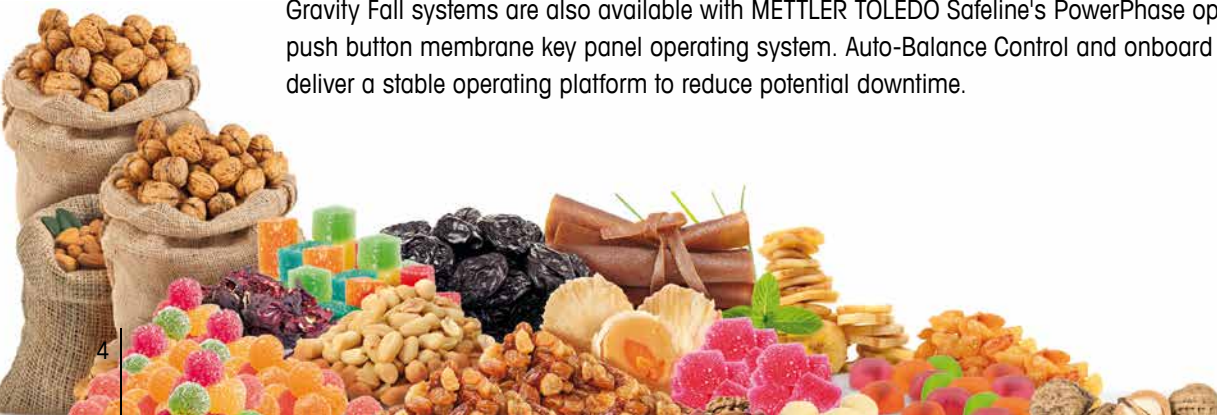 Gravity Fall systems are also available with METTLER TOLEDO Safeline's PowerPhase op
push button membrane key panel operating system. Auto-Balance Control and onboard
deliver a stable operating platform to reduce potential downtime.
4